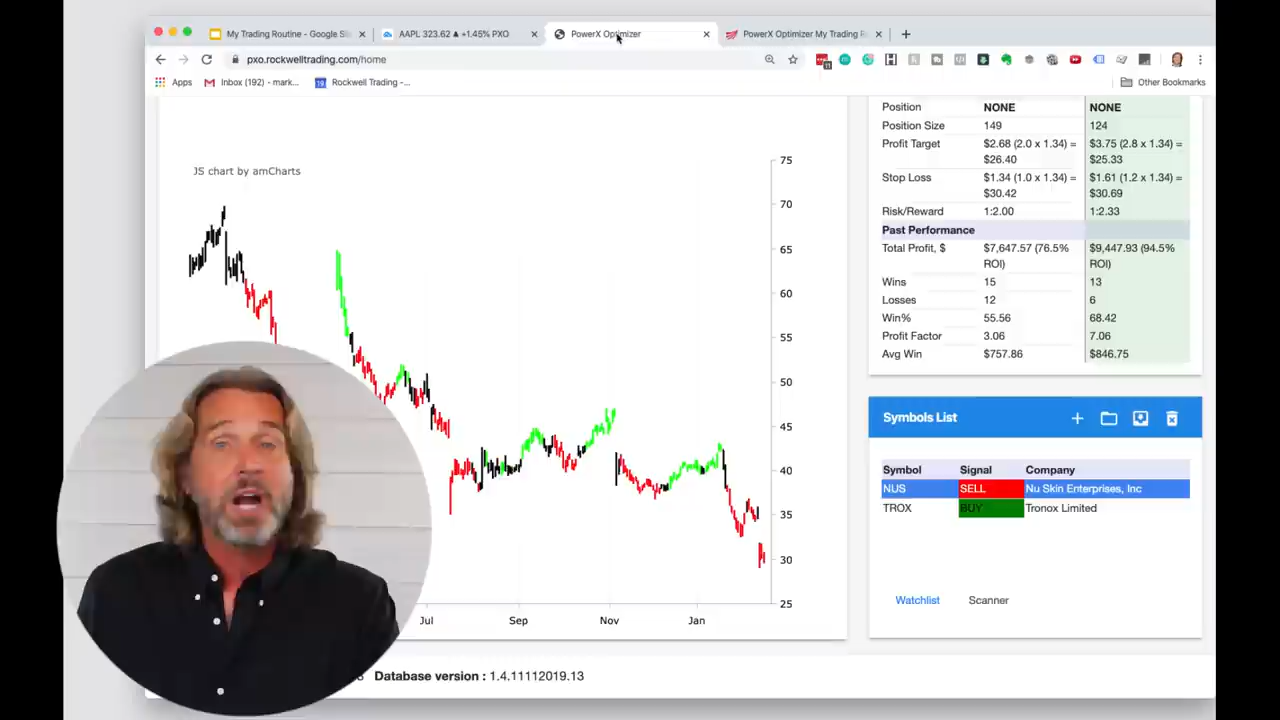 My Trading Routine - Google Sli
AAPL 323.62 ▲ +1.45% PXO
PowerX Optimizer
PowerX Optimizer My Trading R
pxo.rockwelltrading.com/home
11
Apps
Inbox (192) - mark...
19
Rockwell Trading -...
Other Bookmarks
JS chart by amCharts
75
70
65
60
55
50
45
40
35
30
25
Jul
Sep
Nov
Jan
Position NONE NONE
Position Size 149 124
Profit Target $2.68 (2.0 x 1.34) = $3.75 (2.8 x 1.34) =
$26.40 $25.33
Stop Loss $1.34 (1.0 x 1.34) = $1.61 (1.2 x 1.34) =
$30.42 $30.69
Risk/Reward 1:2.00 1:2.33
Past Performance
Total Profit, $ $7,647.57 (76.5% $9,447.93 (94.5%
ROI) ROI)
Wins 15 13
Losses 12 6
Win% 55.56 68.42
Profit Factor 3.06 7.06
Avg Win $757.86 $846.75
Symbols List
Symbol Signal Company
NUS SELL Nu Skin Enterprises, Inc
TROX BUY Tronox Limited
Watchlist Scanner
Database version : 1.4.11112019.13